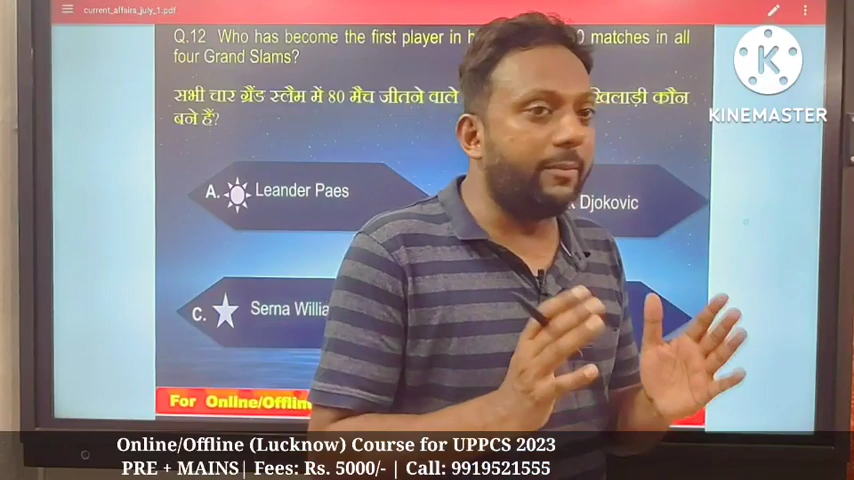 current_affairs_july_1.pdf
Q.12 Who has become the first player in 0 matches in all
four Grand Slams?
सभी चार ग्रैंड स्लैम में 80 मैच जीतने वाले खिलाड़ी कौन
बने हैं?
KINEMASTER
A. Leander Paes
Djokovic
C. Serna Willia
For Online/Offlin
Online/Offline (Lucknow) Course for UPPCS 2023
PRE + MAINS| Fees: Rs. 5000/- | Call: 9919521555